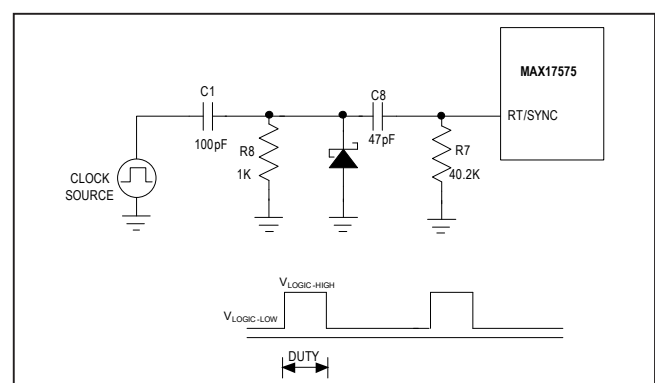 MAX17575
C1
C8
RT/SYNC
100pF
47pF
R8
1K
R7
40.2K
CLOCK
SOURCE
VLOGIC-HIGH
VLOGIC-LOW
DUTY